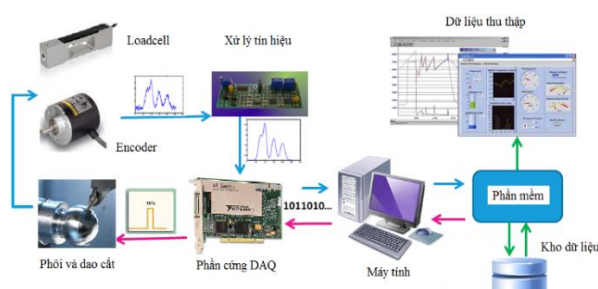 Dữ liệu thu thập
Loadcell
Xử lý tín hiệu
Encoder
10%
1011010...
Phần mềm
Phôi và dao cắt
Phần cứng DAQ
Máy tính
Kho dữ liệu